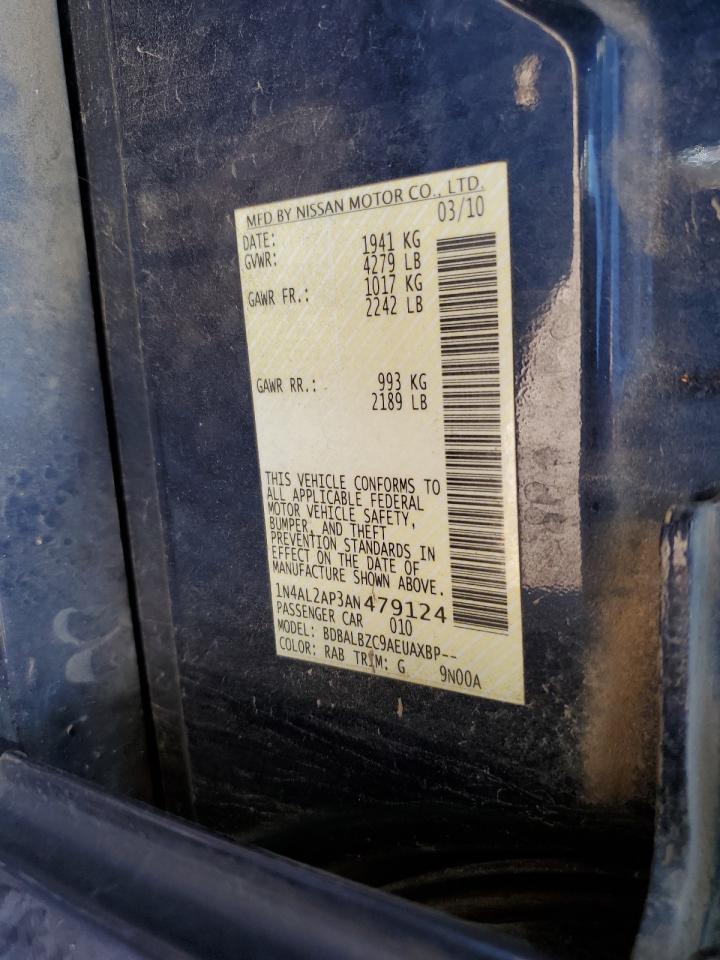 MFD BY NISSAN MOTOR CO., LTD.
DATE: 03/10
GVWR: 1941 KG
4279 LB
GAWR FR.: 1017 KG
2242 LB
GAWR RR.: 993 KG
2189 LB
THIS VEHICLE CONFORMS TO
ALL APPLICABLE FEDERAL
MOTOR VEHICLE SAFETY,
BUMPER, AND THEFT
PREVENTION STANDARDS IN
EFFECT ON THE DATE OF
MANUFACTURE SHOWN ABOVE.
1N4AL2AP3AN479124
PASSENGER CAR 010
MODEL: BDBALBZC9AEUAXBP--
COLOR: RAB TRIM: G 9N00A